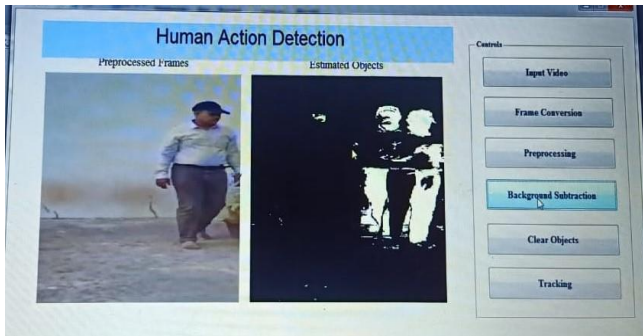 Human Action Detection
Preprocessed Frames
Estimated Objects
Controls
Input Video
Frame Conversion
Preprocessing
Background Subtraction
Clear Objects
Tracking